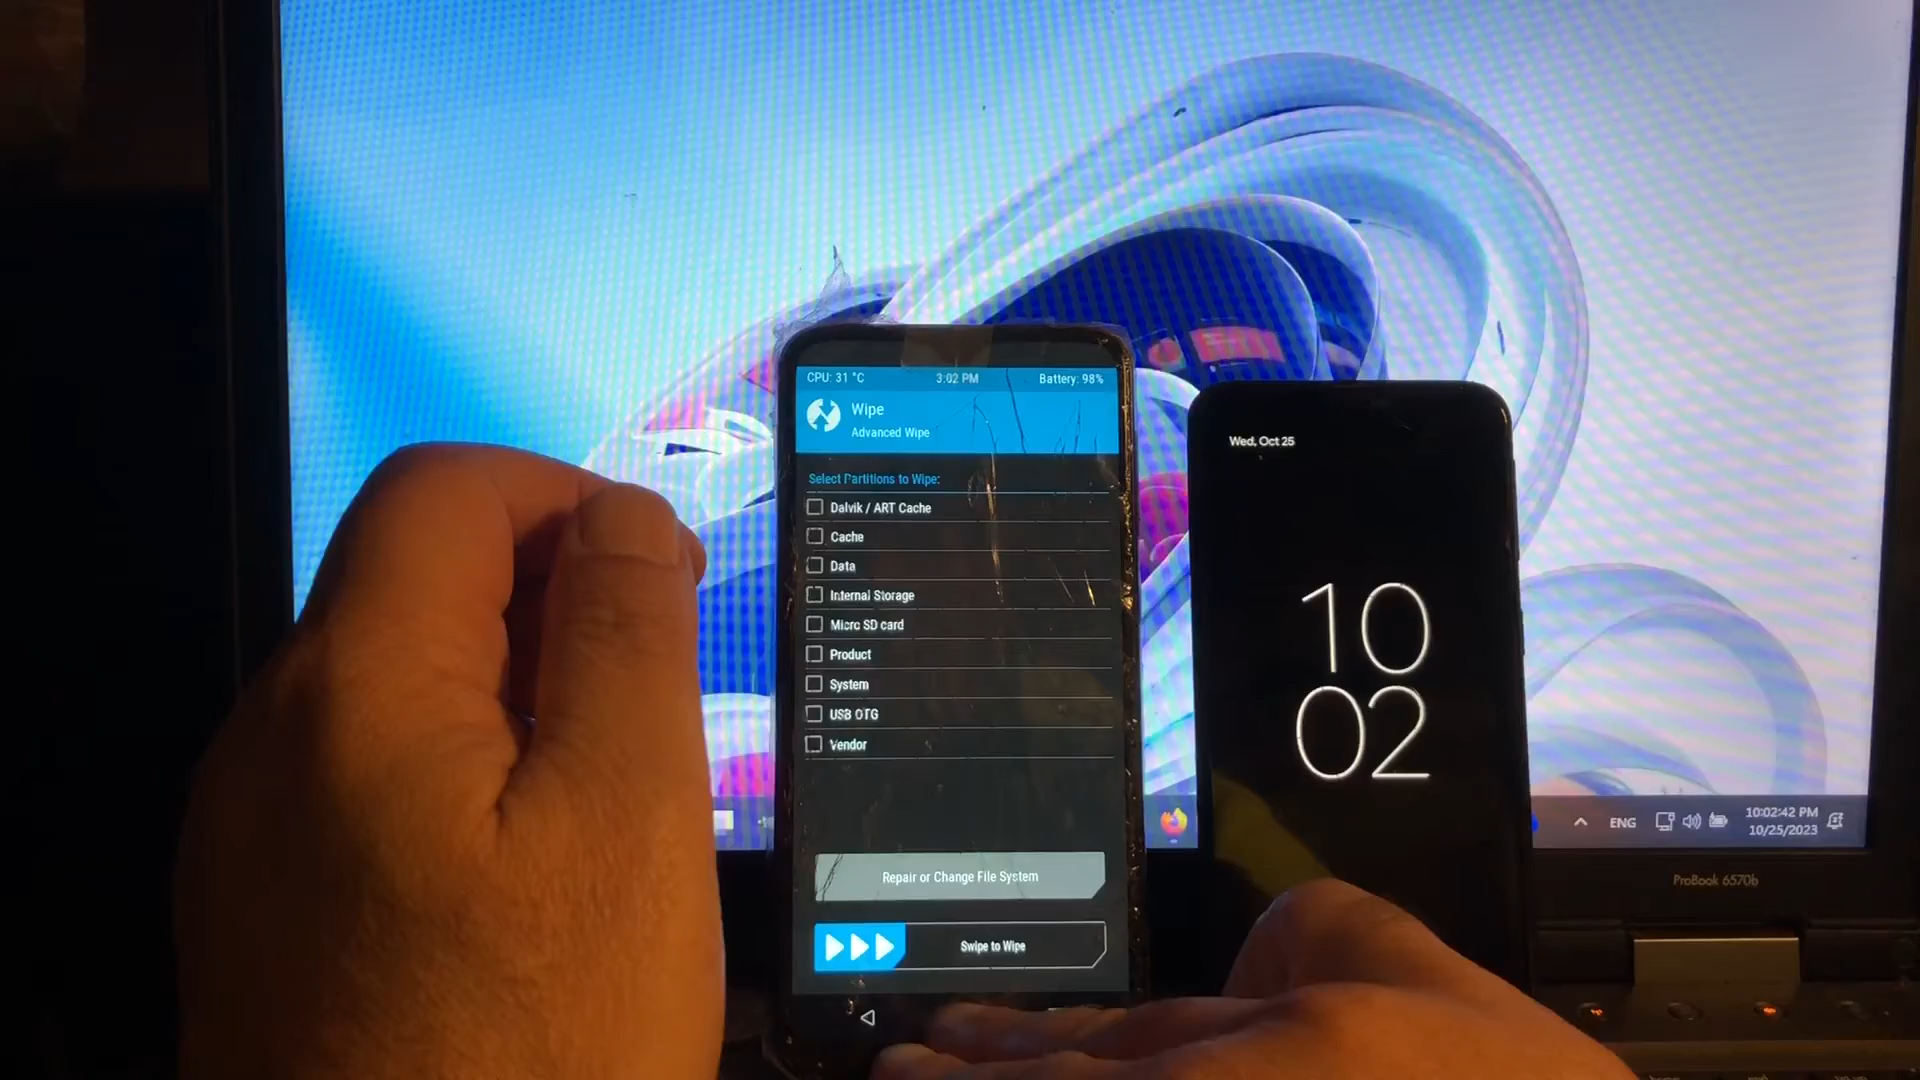 CPU: 31 °C 3:02 PM Battery: 98%
Wipe
Advanced Wipe
Select Partitions to Wipe:
Dalvik / ART Cache
Cache
Data
Internal Storage
Micro SD card
Product
System
USB OTG
Vendor
Repair or Change File System
Swipe to Wipe
Wed, Oct 25
10
02
ENG
10:02:42 PM
10/25/2023
ProBook 6570b